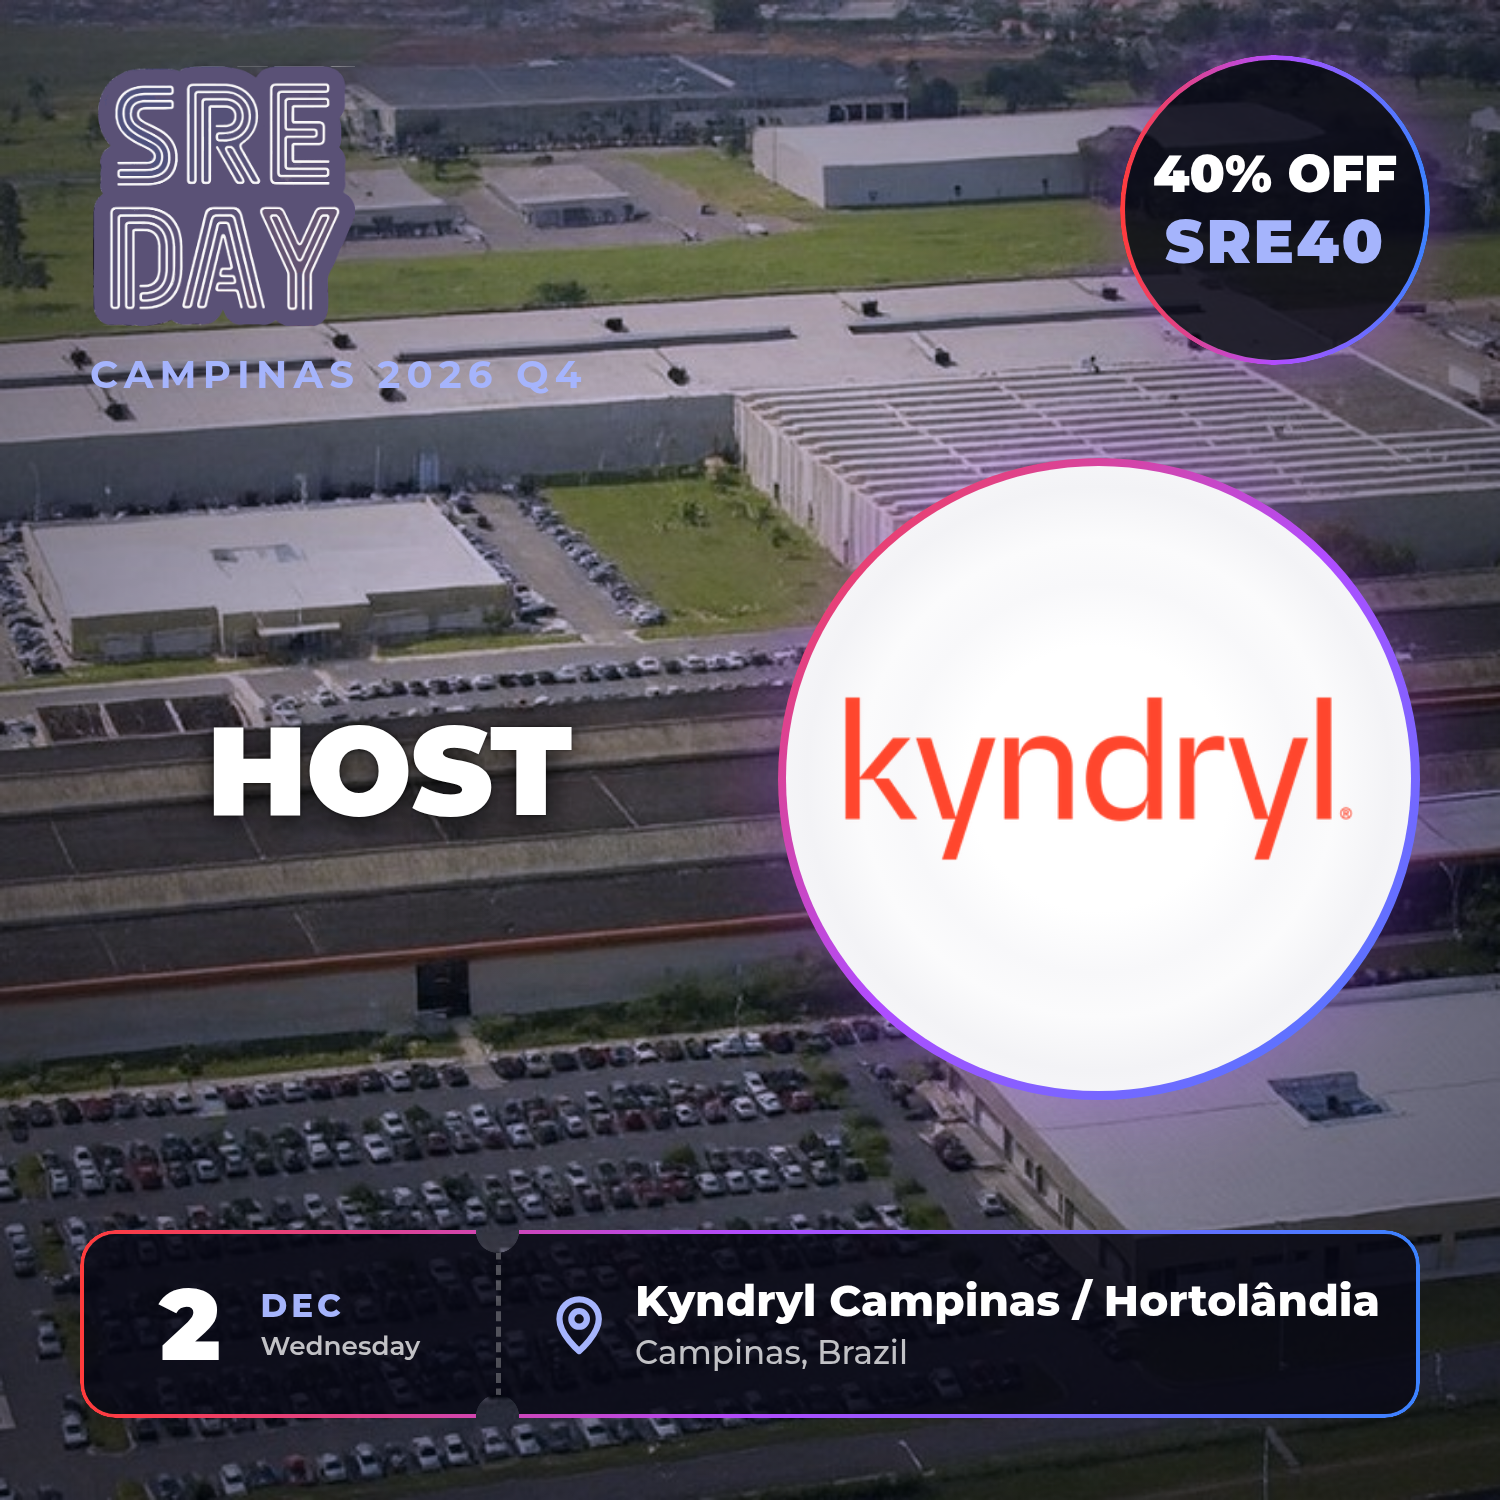 SRE
DAY
CAMPINAS 2026 Q4
40% OFF
SRE40
HOST
kyndryl®
2
DEC
Wednesday
Kyndryl Campinas / Hortolândia
Campinas, Brazil